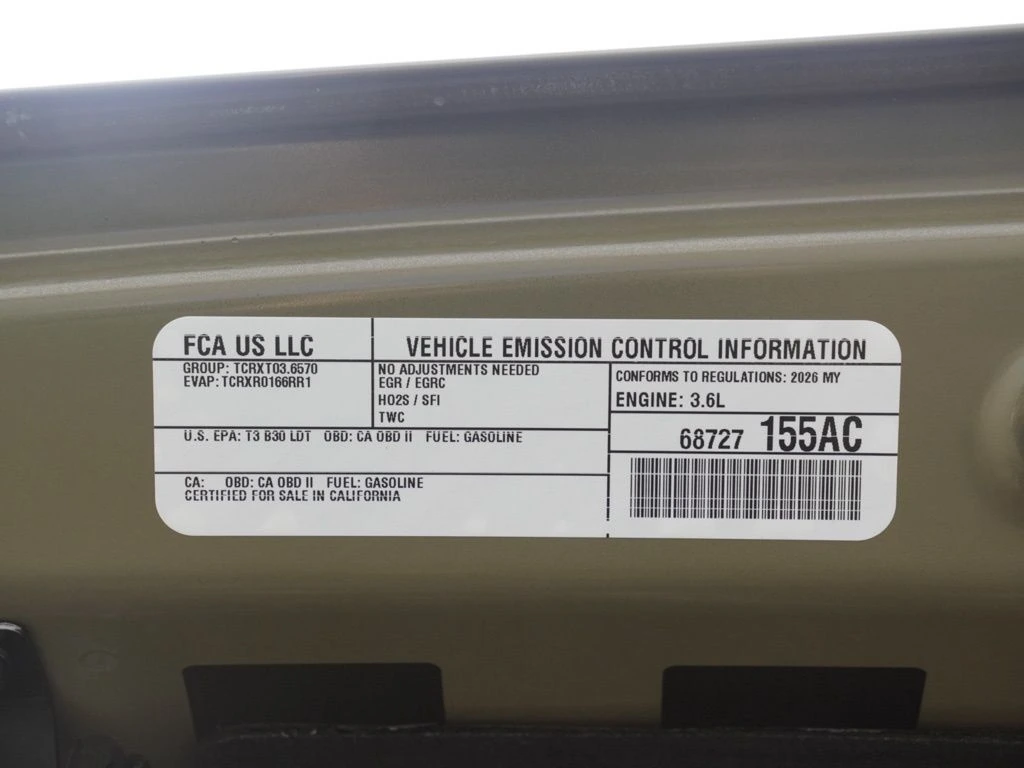 FCA US LLC
VEHICLE EMISSION CONTROL INFORMATION
GROUP: TCRXT03.6570
EVAP: TCRXR0166RR1
NO ADJUSTMENTS NEEDED
EGR / EGRC
HO2S / SFI
TWC
CONFORMS TO REGULATIONS: 2026 MY
ENGINE: 3.6L
68727 155AC
U.S. EPA: T3 B30 LDT OBD: CA OBD II FUEL: GASOLINE
CA: OBD: CA OBD II FUEL: GASOLINE
CERTIFIED FOR SALE IN CALIFORNIA